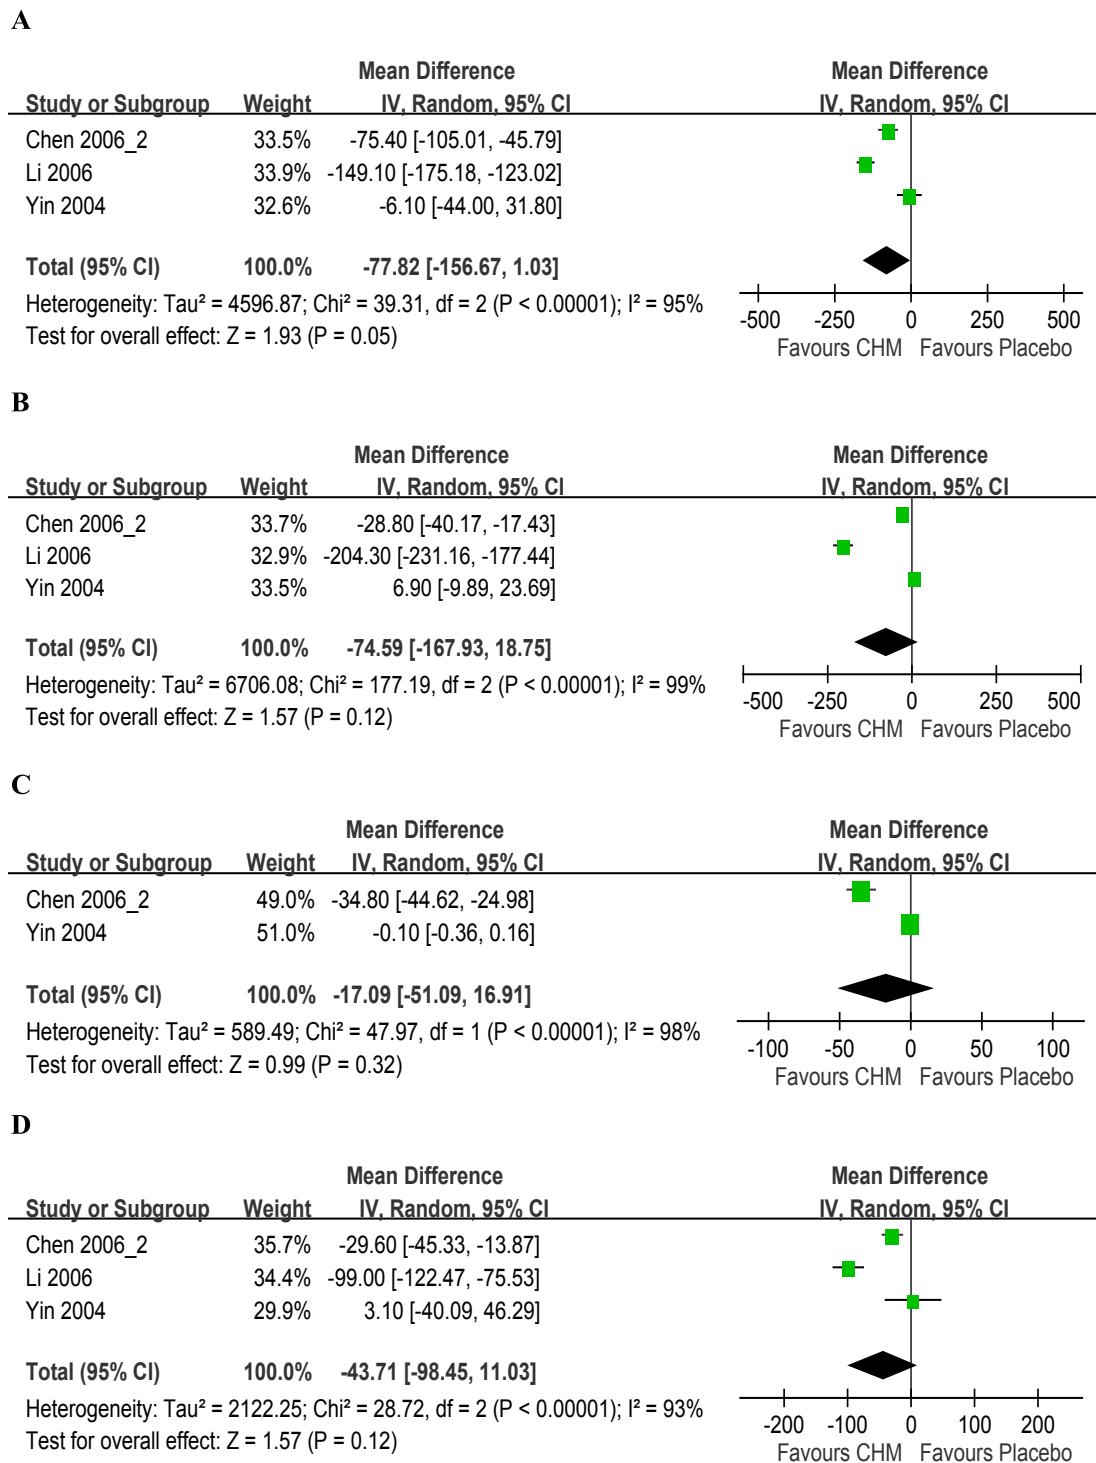 A
Mean Difference Mean Difference
Study or Subgroup Weight IV, Random, 95% CI IV, Random, 95% CI
Chen 2006_2 33.5% -75.40 [-105.01, -45.79]
Li 2006 33.9% -149.10 [-175.18, -123.02]
Yin 2004 32.6% -6.10 [-44.00, 31.80]
Total (95% CI) 100.0% -77.82 [-156.67, 1.03]
Heterogeneity: Tau² = 4596.87; Chi² = 39.31, df = 2 (P < 0.00001); I² = 95%
Test for overall effect: Z = 1.93 (P = 0.05)
-500 -250 0 250 500
Favours CHM Favours Placebo
B
Mean Difference Mean Difference
Study or Subgroup Weight IV, Random, 95% CI IV, Random, 95% CI
Chen 2006_2 33.7% -28.80 [-40.17, -17.43]
Li 2006 32.9% -204.30 [-231.16, -177.44]
Yin 2004 33.5% 6.90 [-9.89, 23.69]
Total (95% CI) 100.0% -74.59 [-167.93, 18.75]
Heterogeneity: Tau² = 6706.08; Chi² = 177.19, df = 2 (P < 0.00001); I² = 99%
Test for overall effect: Z = 1.57 (P = 0.12)
-500 -250 0 250 500
Favours CHM Favours Placebo
C
Mean Difference Mean Difference
Study or Subgroup Weight IV, Random, 95% CI IV, Random, 95% CI
Chen 2006_2 49.0% -34.80 [-44.62, -24.98]
Yin 2004 51.0% -0.10 [-0.36, 0.16]
Total (95% CI) 100.0% -17.09 [-51.09, 16.91]
Heterogeneity: Tau² = 589.49; Chi² = 47.97, df = 1 (P < 0.00001); I² = 98%
Test for overall effect: Z = 0.99 (P = 0.32)
-100 -50 0 50 100
Favours CHM Favours Placebo
D
Mean Difference Mean Difference
Study or Subgroup Weight IV, Random, 95% CI IV, Random, 95% CI
Chen 2006_2 35.7% -29.60 [-45.33, -13.87]
Li 2006 34.4% -99.00 [-122.47, -75.53]
Yin 2004 29.9% 3.10 [-40.09, 46.29]
Total (95% CI) 100.0% -43.71 [-98.45, 11.03]
Heterogeneity: Tau² = 2122.25; Chi² = 28.72, df = 2 (P < 0.00001); I² = 93%
Test for overall effect: Z = 1.57 (P = 0.12)
-200 -100 0 100 200
Favours CHM Favours Placebo